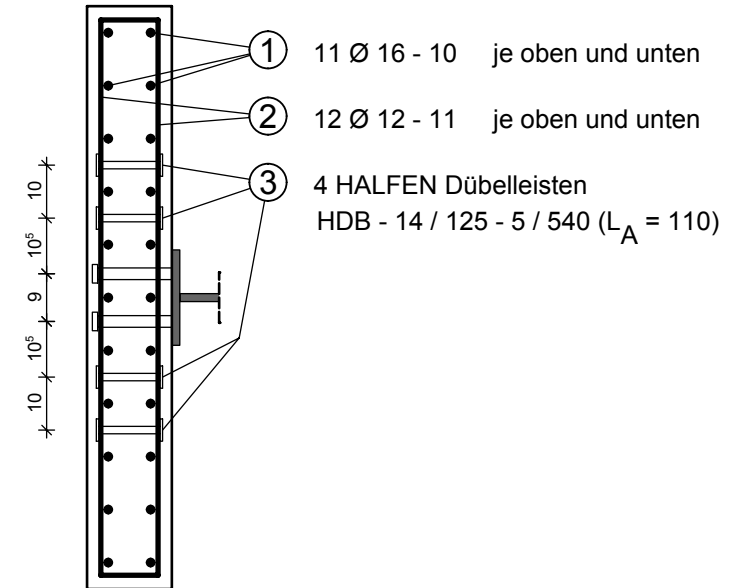 1 11 Ø 16 - 10 je oben und unten
2 12 Ø 12 - 11 je oben und unten
3 4 HALFEN Dübelleisten
HDB - 14 / 125 - 5 / 540 (L_A = 110)
10
10⁵
9
10⁵
10